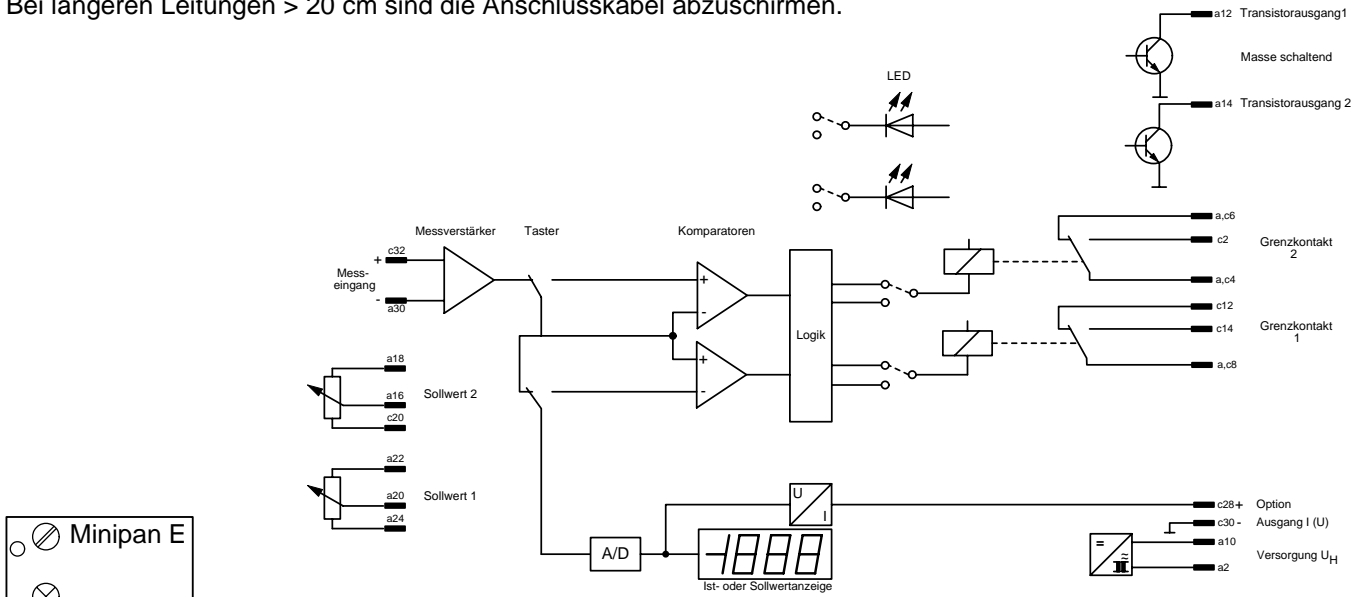 Bei längeren Leitungen > 20 cm sind die Anschlusskabel abzuschirmen.
a12 Transistorausgang1
Masse schaltend
LED
a14 Transistorausgang 2
Messverstärker Taster Komparatoren
a,c6
c2
Grenzkontakt
2
a,c4
c32
+
Mess-
eingang
-
a30
+
-
+
-
Logik
c12
c14
Grenzkontakt
1
a,c8
a18
a16
Sollwert 2
c20
a22
a20
Sollwert 1
a24
U
I
c28+ Option
c30- Ausgang I (U)
a10
Versorgung UH
a2
=
≂
A/D
-1888
Ist- oder Sollwertanzeige
Minipan E